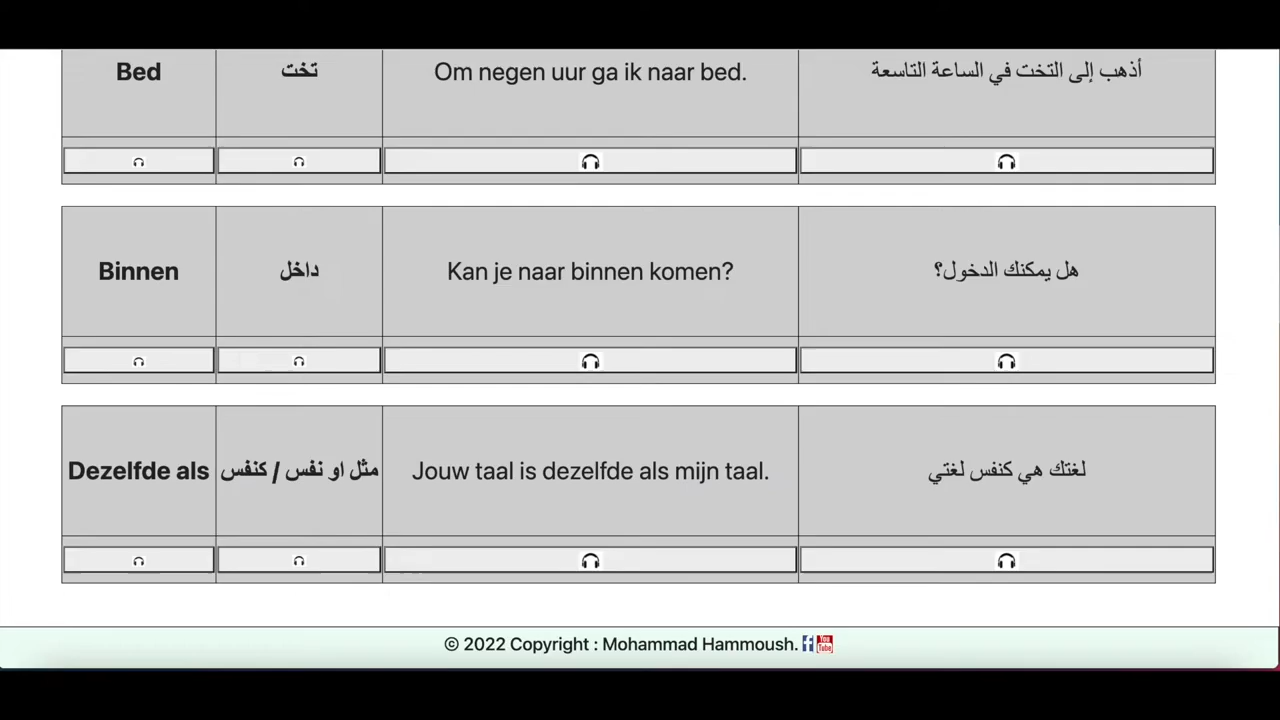 Bed
تخت
Om negen uur ga ik naar bed.
أذهب إلى التخت في الساعة التاسعة
Binnen
داخل
Kan je naar binnen komen?
هل يمكنك الدخول؟
Dezelfde als
مثل او نفس / كنفس
Jouw taal is dezelfde als mijn taal.
لغتك هي كنفس لغتي
© 2022 Copyright : Mohammad Hammoush.
You Tube